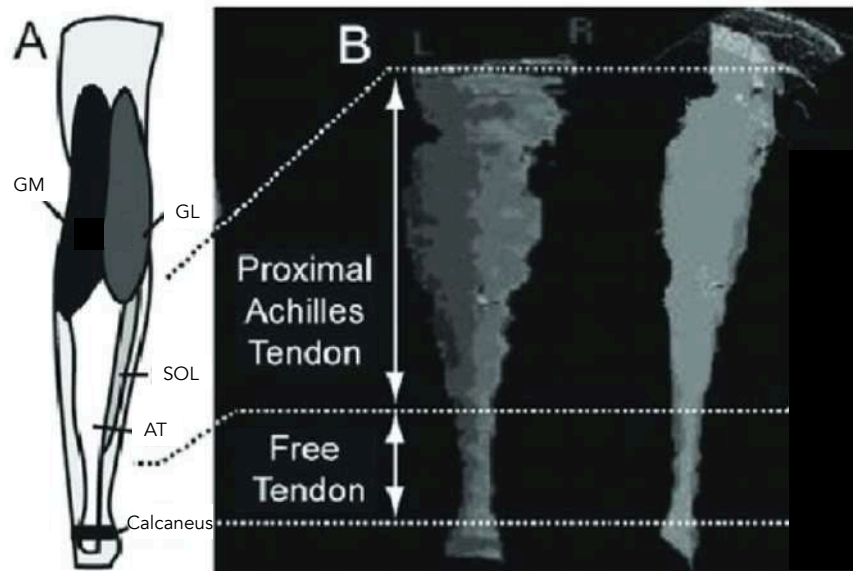 A
B
L
R
GM
GL
SOL
AT
Calcaneus
Proximal
Achilles
Tendon
Free
Tendon